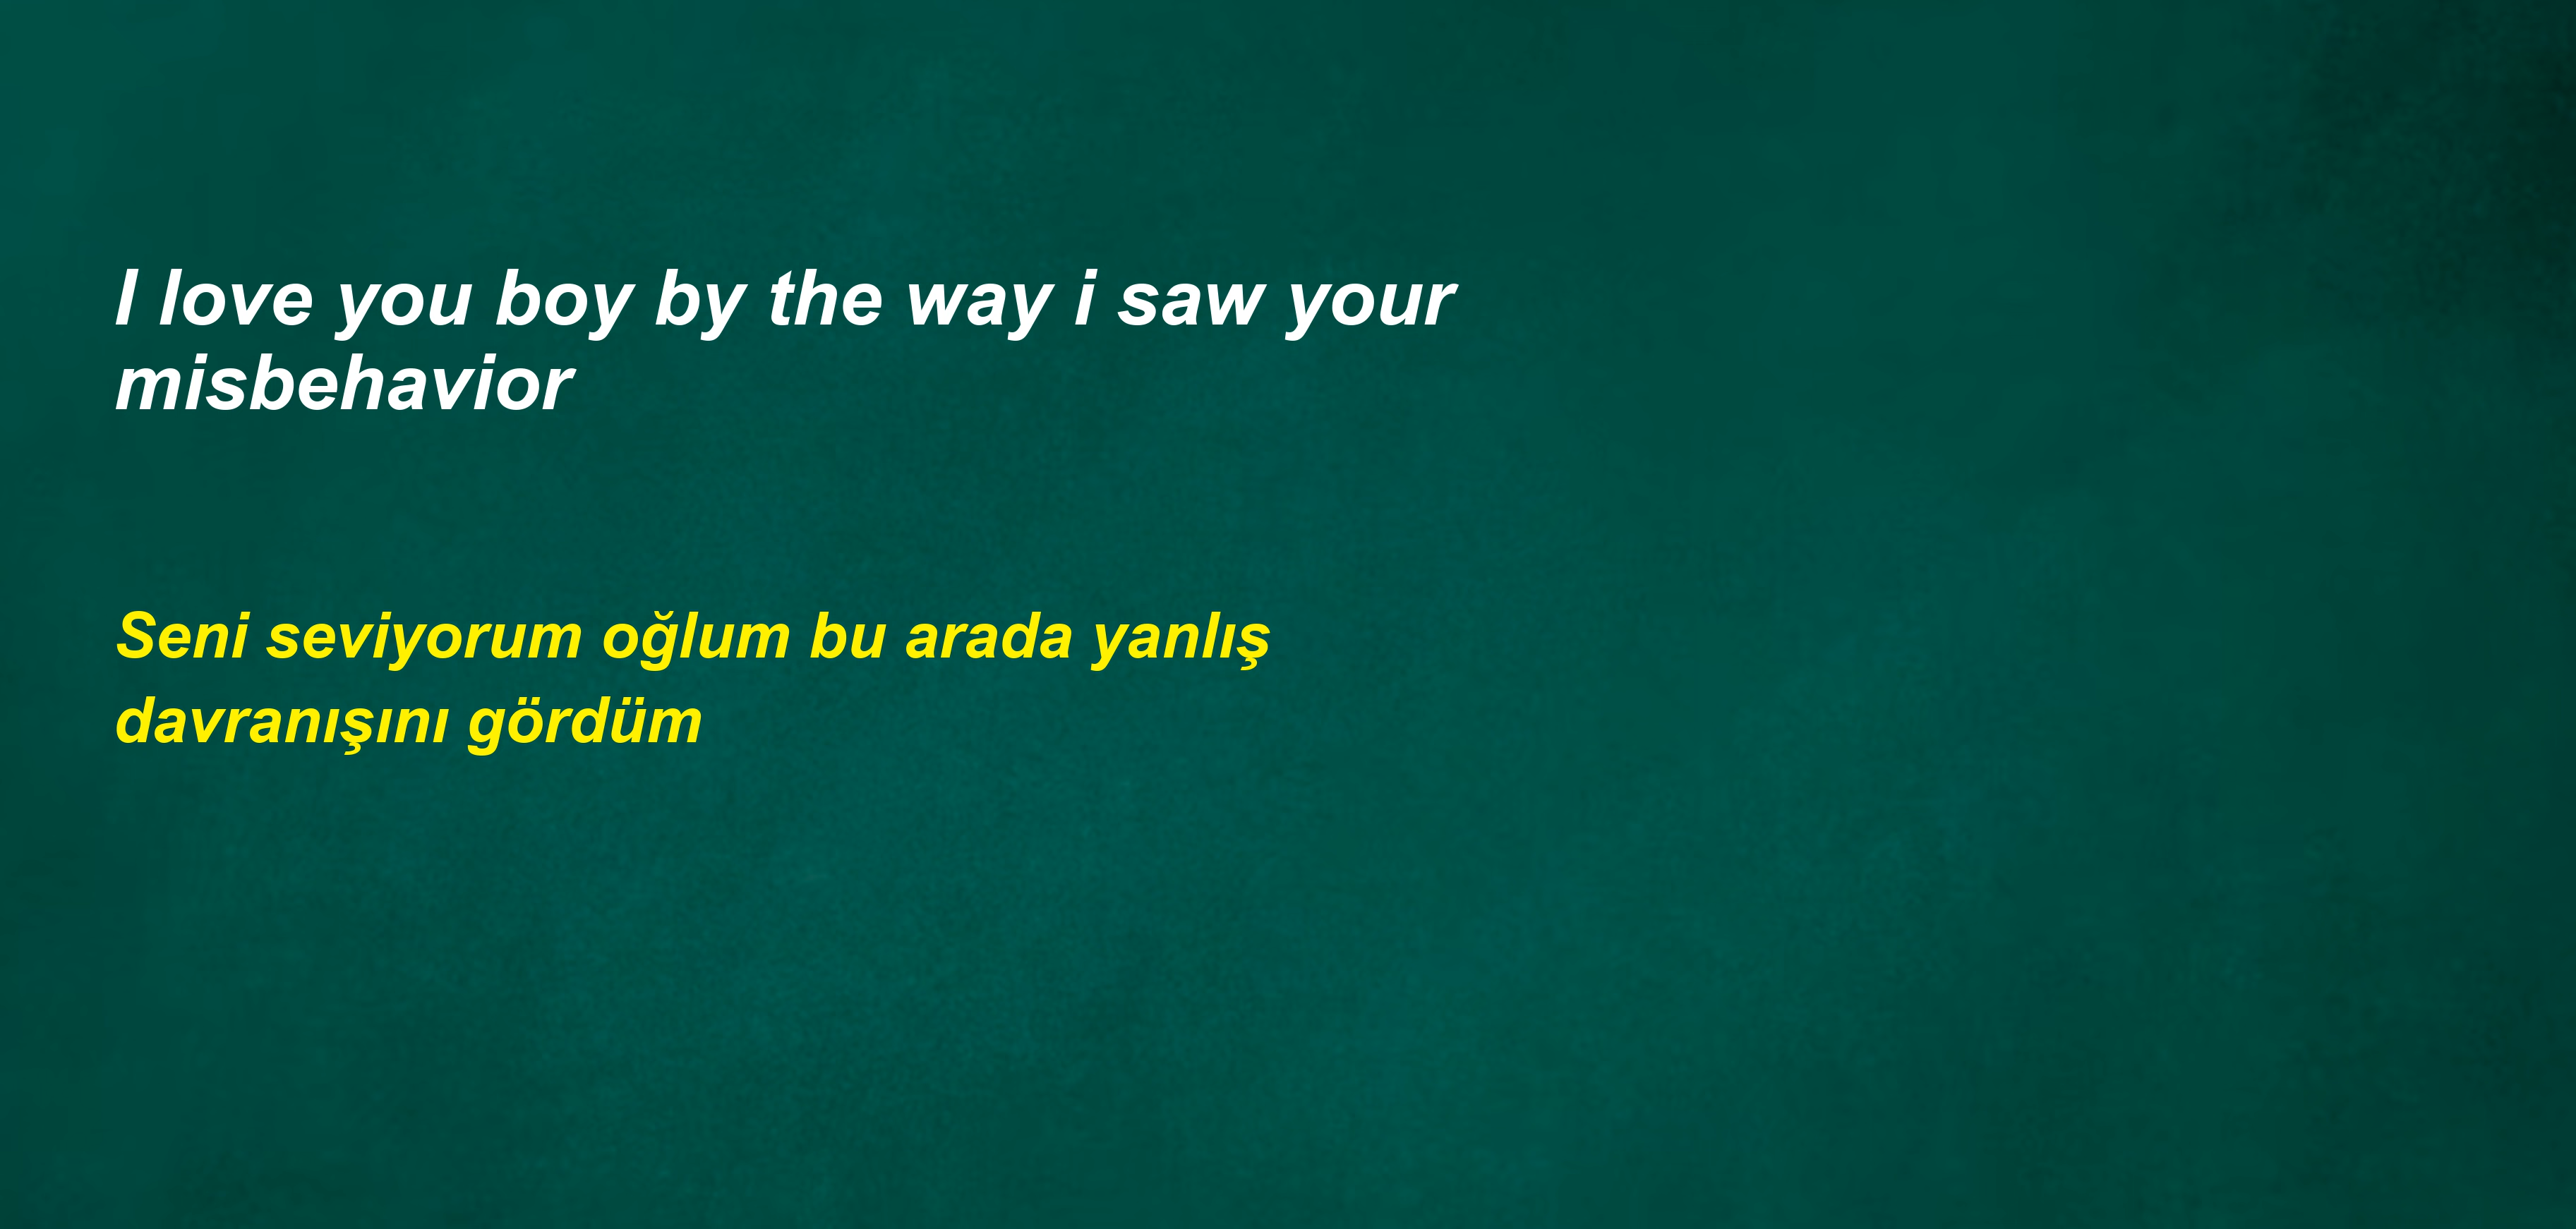 I love you boy by the way i saw your
misbehavior
Seni seviyorum oğlum bu arada yanlış
davranışını gördüm